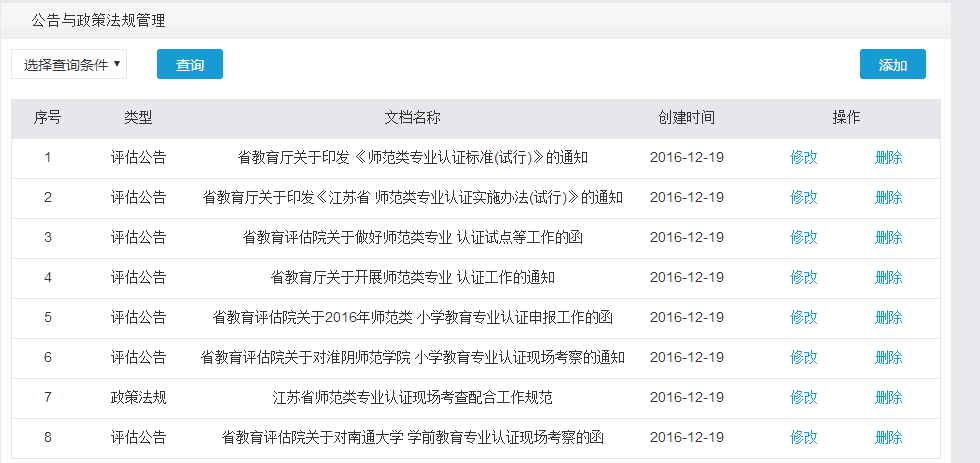 公告与政策法规管理
选择查询条件 查询 添加
序号 类型 文档名称 创建时间 操作
1 评估公告 省教育厅关于印发 《 师范类专业认证标准(试行)》的通知 2016-12-19 修改 删除
2 评估公告 省教育厅关于印发《江苏省 师范类专业认证实施办法(试行)》的通知 2016-12-19 修改 删除
3 评估公告 省教育评估院关于做好师范类专业 认证试点等工作的函 2016-12-19 修改 删除
4 评估公告 省教育厅关于开展师范类专业 认证工作的通知 2016-12-19 修改 删除
5 评估公告 省教育评估院关于2016年师范类 小学教育专业认证申报工作的函 2016-12-19 修改 删除
6 评估公告 省教育评估院关于对淮阴师范学院 小学教育专业认证现场考察的通知 2016-12-19 修改 删除
7 政策法规 江苏省师范类专业认证现场考查配合工作规范 2016-12-19 修改 删除
8 评估公告 省教育评估院关于对南通大学 学前教育专业认证现场考察的函 2016-12-19 修改 删除